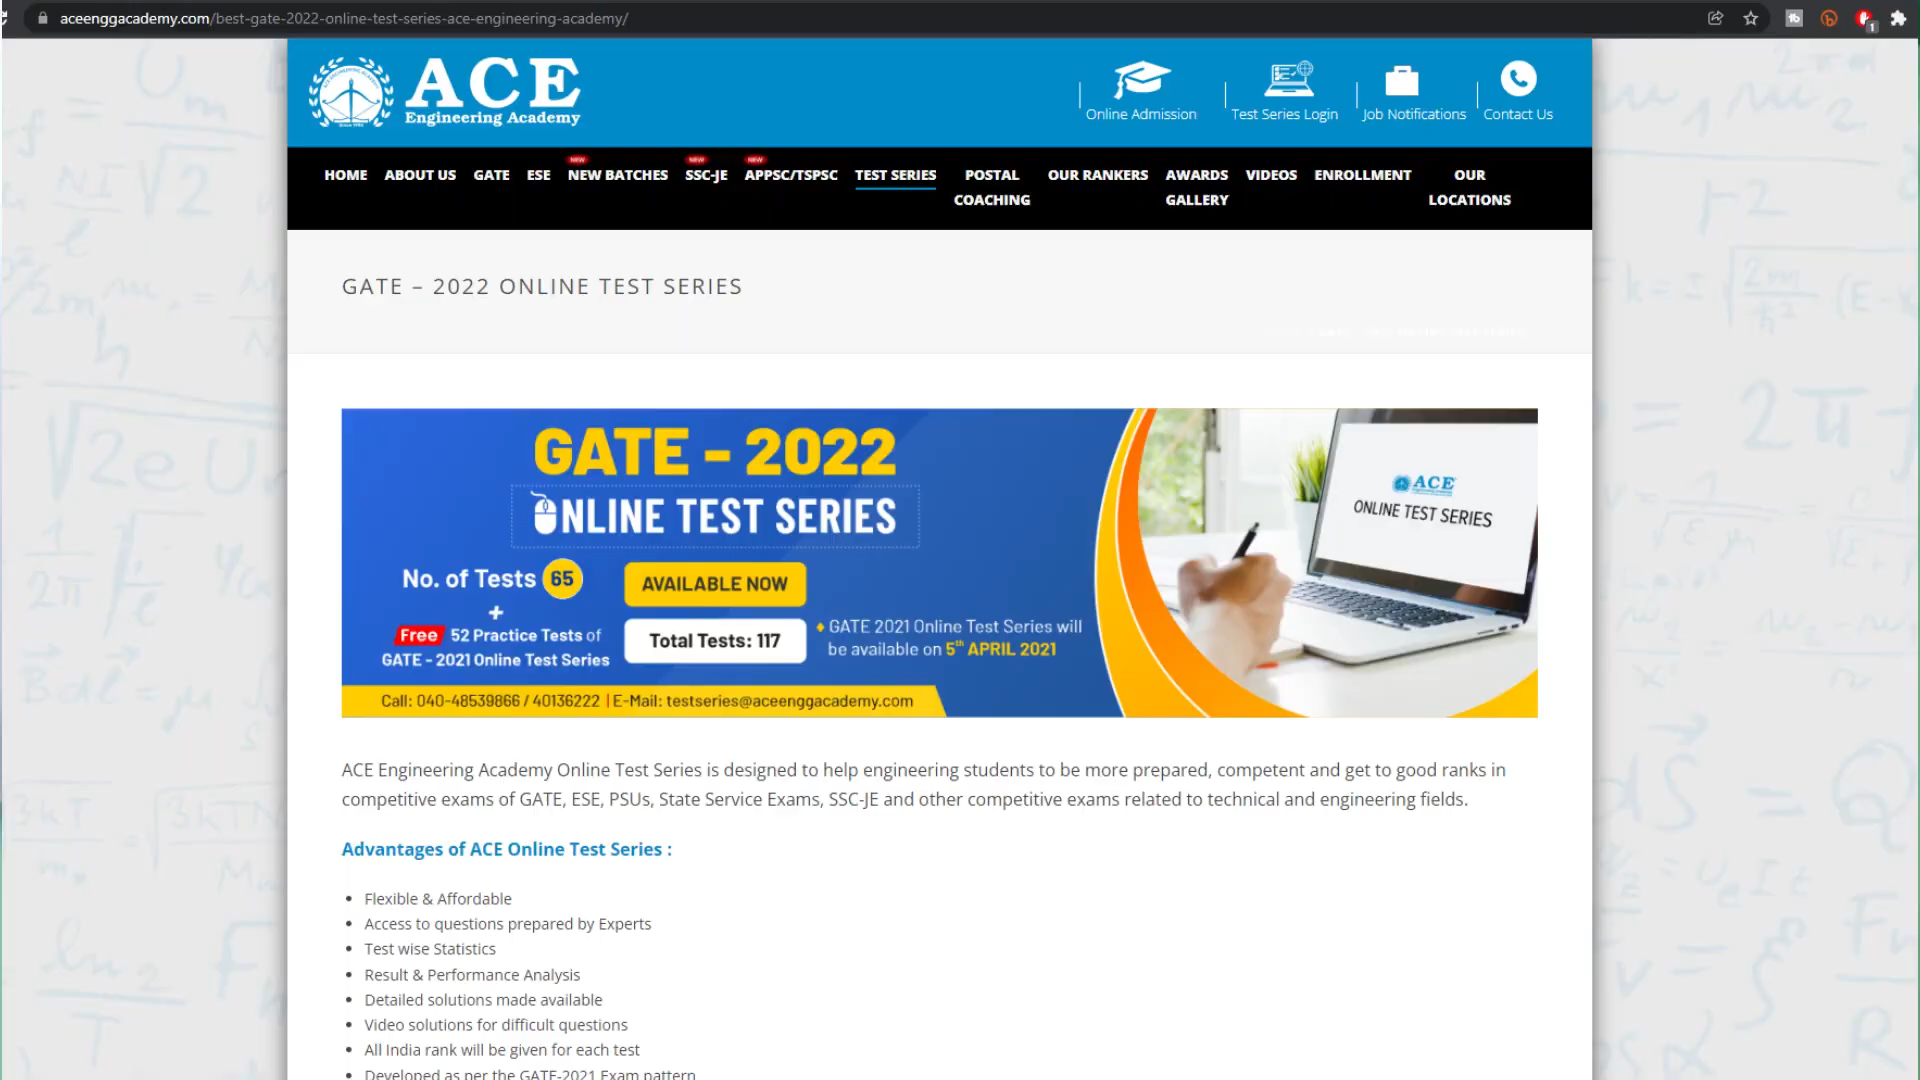 aceenggacademy.com/best-gate-2022-online-test-series-ace-engineering-academy/
ACE
Engineering Academy
Online Admission
Test Series Login
Job Notifications
Contact Us
HOME
ABOUT US
GATE
ESE
NEW
NEW BATCHES
NEW
SSC-JE
NEW
APPSC/TSPSC
TEST SERIES
POSTAL
COACHING
OUR RANKERS
AWARDS
GALLERY
VIDEOS
ENROLLMENT
OUR
LOCATIONS
GATE – 2022 ONLINE TEST SERIES
GATE - 2022
ONLINE TEST SERIES
No. of Tests 65
+
Free 52 Practice Tests of
GATE - 2021 Online Test Series
AVAILABLE NOW
Total Tests: 117
GATE 2021 Online Test Series will
be available on 5th APRIL 2021
Call: 040-48539866 / 40136222 | E-Mail: testseries@aceenggacademy.com
ACE
ONLINE TEST SERIES
ACE Engineering Academy Online Test Series is designed to help engineering students to be more prepared, competent and get to good ranks in
competitive exams of GATE, ESE, PSUs, State Service Exams, SSC-JE and other competitive exams related to technical and engineering fields.
Advantages of ACE Online Test Series :
• Flexible & Affordable
• Access to questions prepared by Experts
• Test wise Statistics
• Result & Performance Analysis
• Detailed solutions made available
• Video solutions for difficult questions
• All India rank will be given for each test
• Developed as per the GATE-2021 Exam pattern